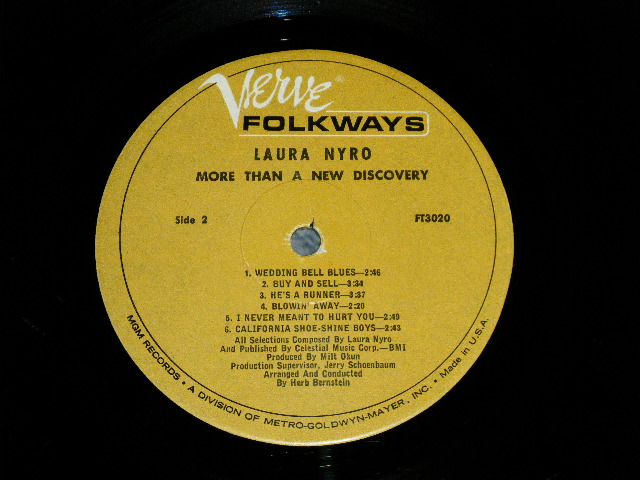 Verve
FOLKWAYS
LAURA NYRO
MORE THAN A NEW DISCOVERY
Side 2
FT3020
1. WEDDING BELL BLUES—2:46
2. BUY AND SELL—3:34
3. HE'S A RUNNER—3:37
4. BLOWIN' AWAY—2:20
5. I NEVER MEANT TO HURT YOU—2:49
6. CALIFORNIA SHOE-SHINE BOYS—2:43
All Selections Composed By Laura Nyro
And Published By Celestial Music Corp.—BMI
Produced By Milt Okun
Production Supervisor, Jerry Schoenbaum
Arranged And Conducted
By Herb Bernstein
MGM RECORDS • A DIVISION OF METRO-GOLDWYN-MAYER, INC. • Made in U.S.A.